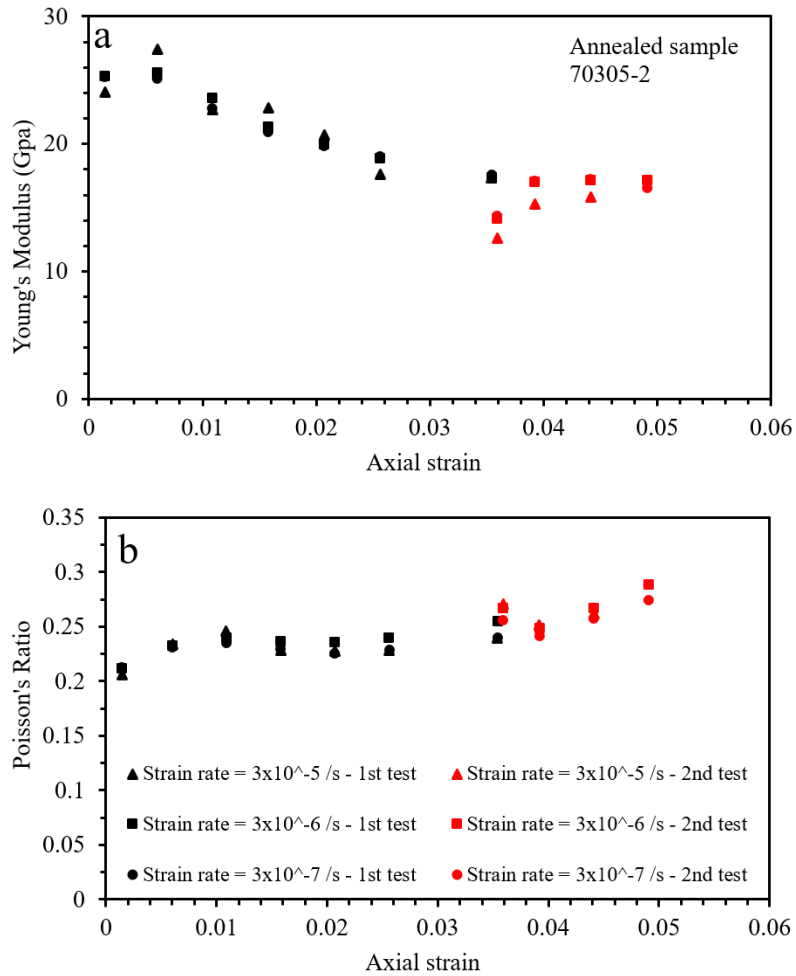 a
Annealed sample
70305-2
30
20
10
0
Young's Modulus (Gpa)
0 0.01 0.02 0.03 0.04 0.05 0.06
Axial strain
b
0.35
0.3
0.25
0.2
0.15
0.1
0.05
0
Poisson's Ratio
Strain rate = 3x10^-5 /s - 1st test Strain rate = 3x10^-5 /s - 2nd test
Strain rate = 3x10^-6 /s - 1st test Strain rate = 3x10^-6 /s - 2nd test
Strain rate = 3x10^-7 /s - 1st test Strain rate = 3x10^-7 /s - 2nd test
0 0.01 0.02 0.03 0.04 0.05 0.06
Axial strain